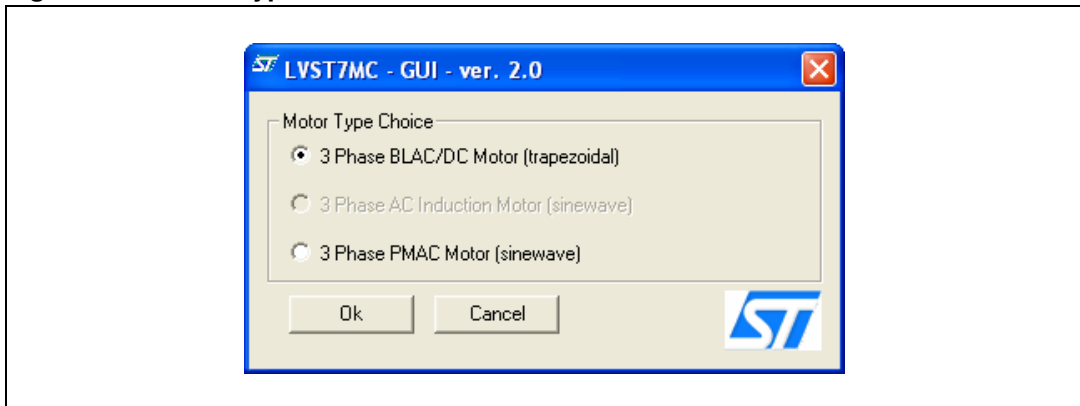 LVST7MC - GUI - ver. 2.0
Motor Type Choice
3 Phase BLAC/DC Motor (trapezoidal)
3 Phase AC Induction Motor (sinewave)
3 Phase PMAC Motor (sinewave)
Ok
Cancel
ST